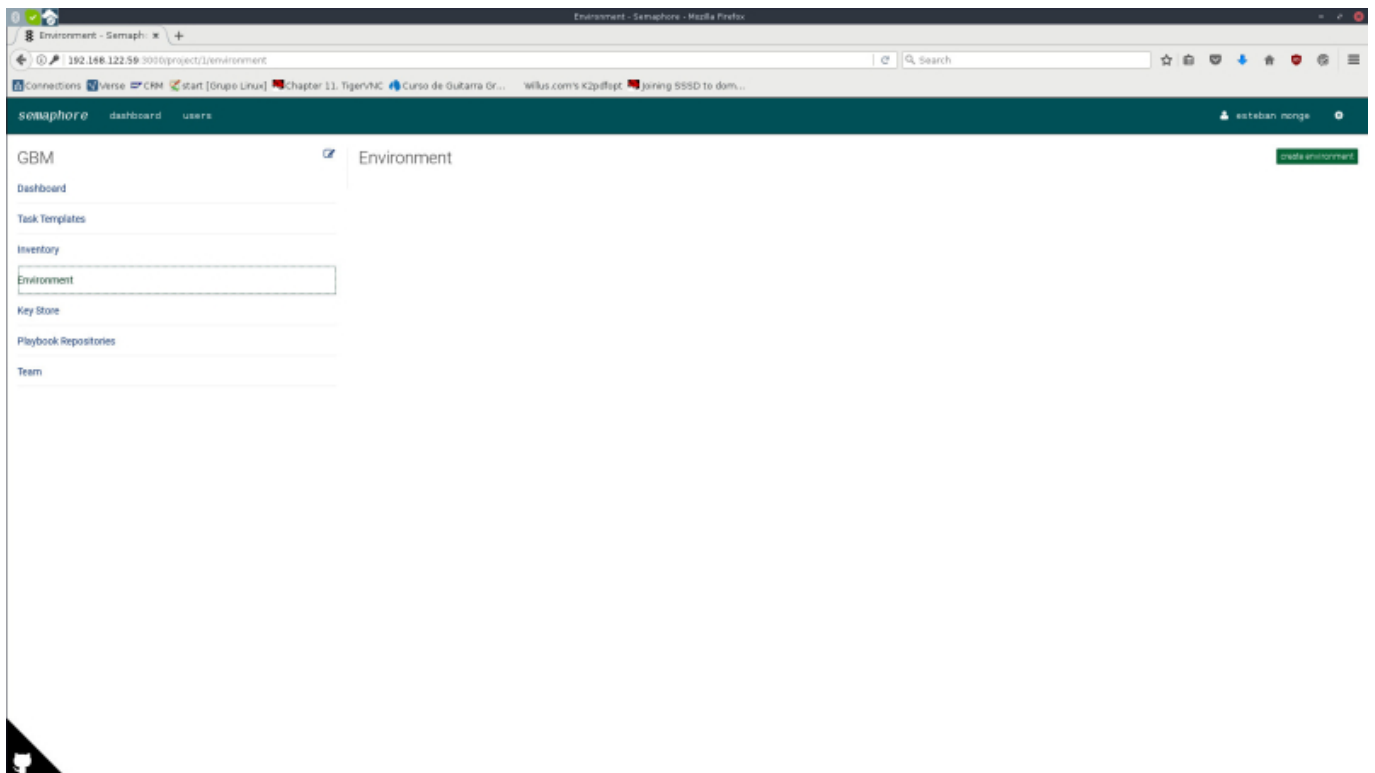 Environment - Semaphore - Mozilla Firefox
Environment - Semaph
192.168.122.59:3000/project/1/environment
Search
Connections Verse CRM start [Grupo Linux] Chapter 11. TigerVNC Curso de Guitarra Gr... Willus.com's K2pdfopt Joining SSSD to dom...
semaphore dashboard users esteban monge
GBM Environment create environment
Dashboard
Task Templates
Inventory
Environment
Key Store
Playbook Repositories
Team